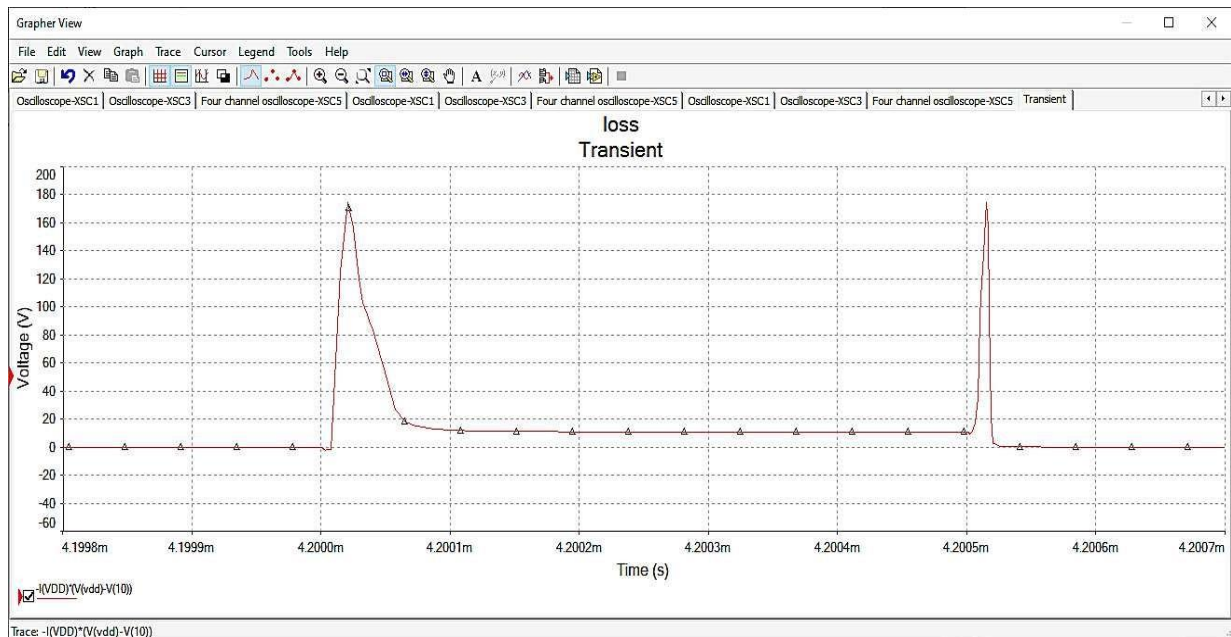 Grapher View
File Edit View Graph Trace Cursor Legend Tools Help
A
Oscilloscope-XSC1 Oscilloscope-XSC3 Four channel oscilloscope-XSC5 Oscilloscope-XSC1 Oscilloscope-XSC3 Four channel oscilloscope-XSC5 Oscilloscope-XSC1 Oscilloscope-XSC3 Four channel oscilloscope-XSC5 Transient
loss
Transient
200
180
160
140
120
100
80
60
40
20
0
-20
-40
-60
Voltage (V)
4.1998m 4.1999m 4.2000m 4.2001m 4.2002m 4.2003m 4.2004m 4.2005m 4.2006m 4.2007m
Time (s)
-I(VDD)*(V(vdd)-V(10))
Trace: -I(VDD)*(V(vdd)-V(10))